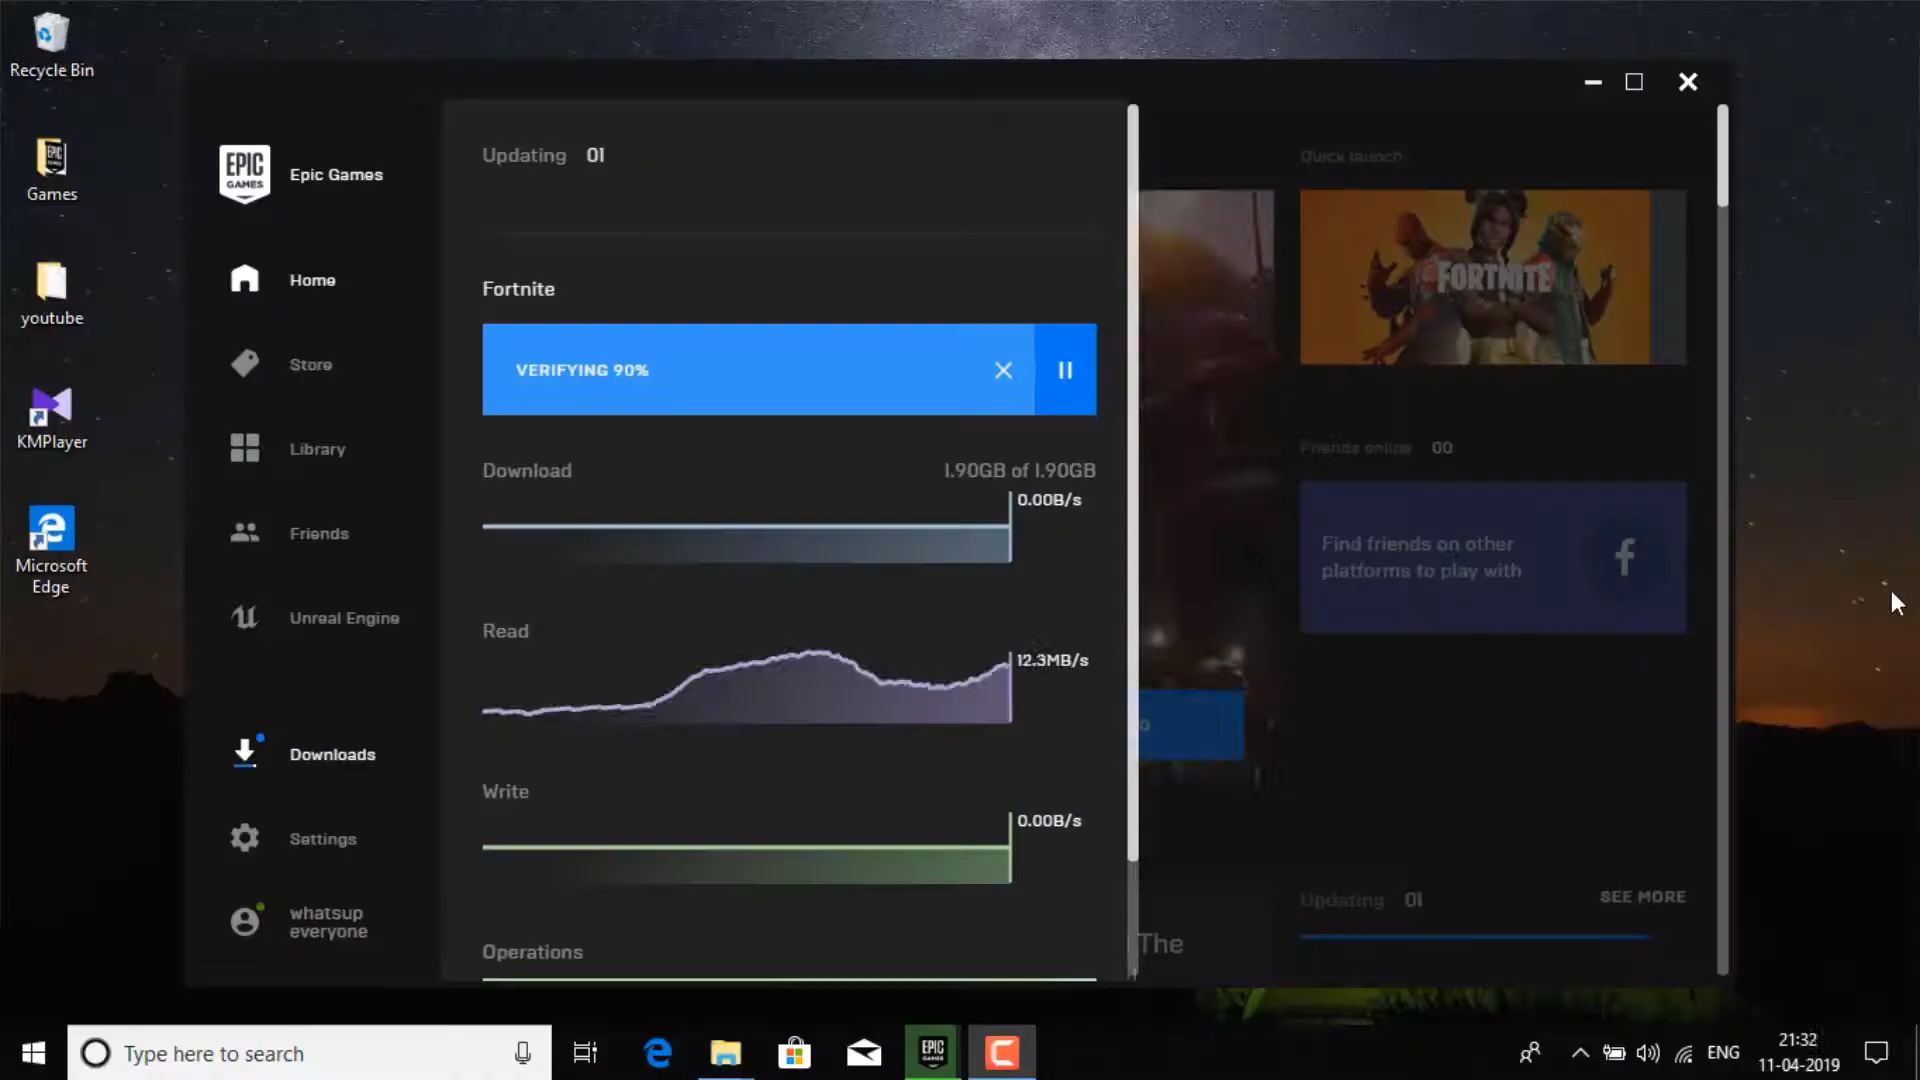 Recycle Bin
Games
youtube
KMPlayer
Microsoft
Edge
EPIC
GAMES
Epic Games
Home
Store
Library
Friends
Unreal Engine
Downloads
Settings
whatsup
everyone
Updating 01
Fortnite
VERIFYING 90%
Download 1.90GB of 1.90GB
0.00B/s
Read
12.3MB/s
Write
0.00B/s
Operations
Quick launch
FORTNITE
Friends online 00
Find friends on other
platforms to play with
Updating 01 SEE MORE
The
Type here to search
EPIC
GAMES
ENG
21:32
11-04-2019